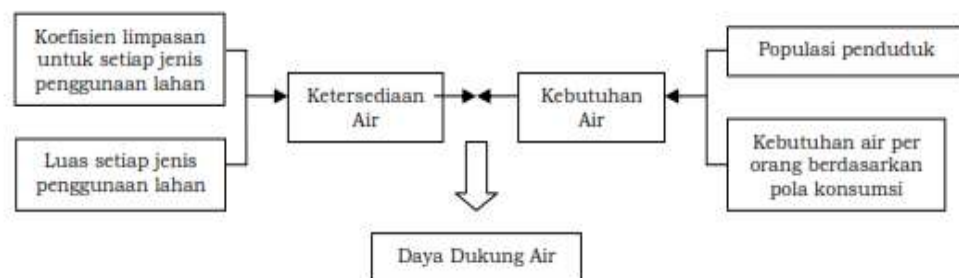 Koefisien limpasan
untuk setiap jenis
penggunaan lahan
Luas setiap jenis
penggunaan lahan
Ketersediaan
Air
Kebutuhan
Air
Populasi penduduk
Kebutuhan air per
orang berdasarkan
pola konsumsi
Daya Dukung Air